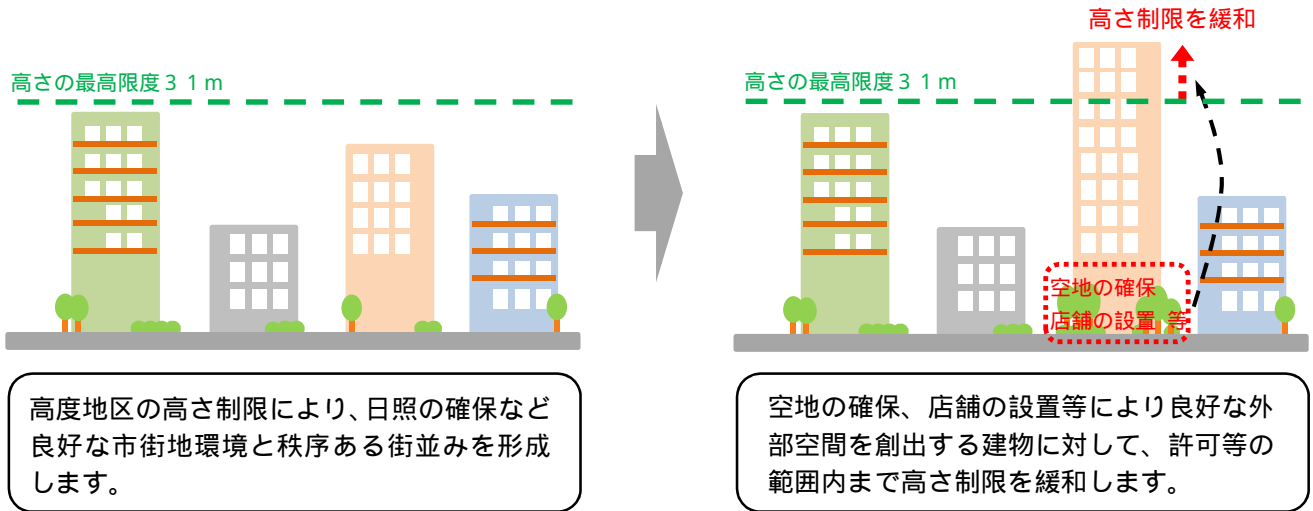 高さの最高限度31m
高度地区の高さ制限により、日照の確保など
良好な市街地環境と秩序ある街並みを形成
します。
高さ制限を緩和
高さの最高限度31m
空地の確保
店舗の設置 等
空地の確保、店舗の設置等により良好な外
部空間を創出する建物に対して、許可等の
範囲内まで高さ制限を緩和します。